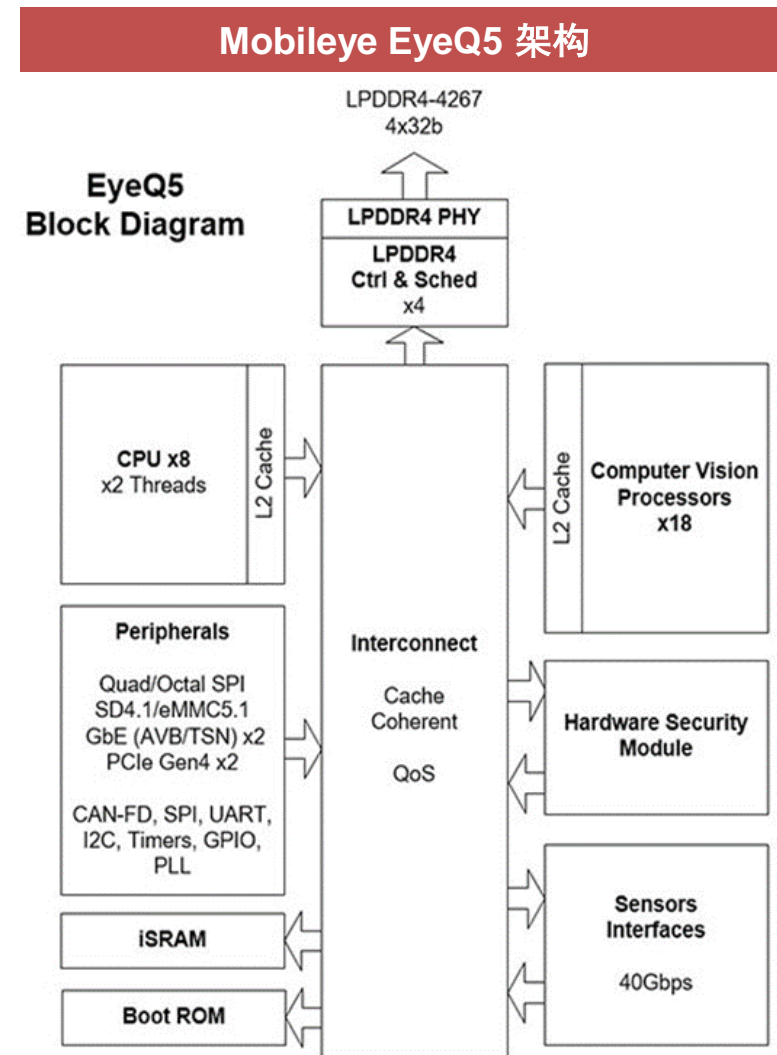 Mobileye EyeQ5 架构
LPDDR4-4267
4x32b
EyeQ5
Block Diagram
LPDDR4 PHY
LPDDR4
Ctrl & Sched
x4
CPU x8
x2 Threads
L2 Cache
L2 Cache
Computer Vision
Processors
x18
Peripherals
Quad/Octal SPI
SD4.1/eMMC5.1
GbE (AVB/TSN) x2
PCIe Gen4 x2
CAN-FD, SPI, UART,
I2C, Timers, GPIO,
PLL
Interconnect
Cache
Coherent
QoS
Hardware Security
Module
Sensors
Interfaces
40Gbps
iSRAM
Boot ROM